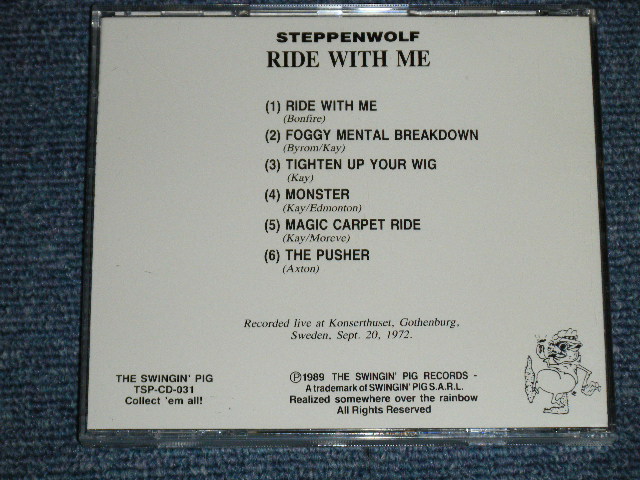 STEPPENWOLF
RIDE WITH ME
(1) RIDE WITH ME
(Bonfire)
(2) FOGGY MENTAL BREAKDOWN
(Byrom/Kay)
(3) TIGHTEN UP YOUR WIG
(Kay)
(4) MONSTER
(Kay/Edmonton)
(5) MAGIC CARPET RIDE
(Kay/Moreve)
(6) THE PUSHER
(Axton)
Recorded live at Konserthuset, Gothenburg,
Sweden, Sept. 20, 1972.
THE SWINGIN' PIG
TSP-CD-031
Collect 'em all!
℗1989 THE SWINGIN' PIG RECORDS -
A trademark of SWINGIN' PIG S.A.R.L.
Realized somewhere over the rainbow
All Rights Reserved